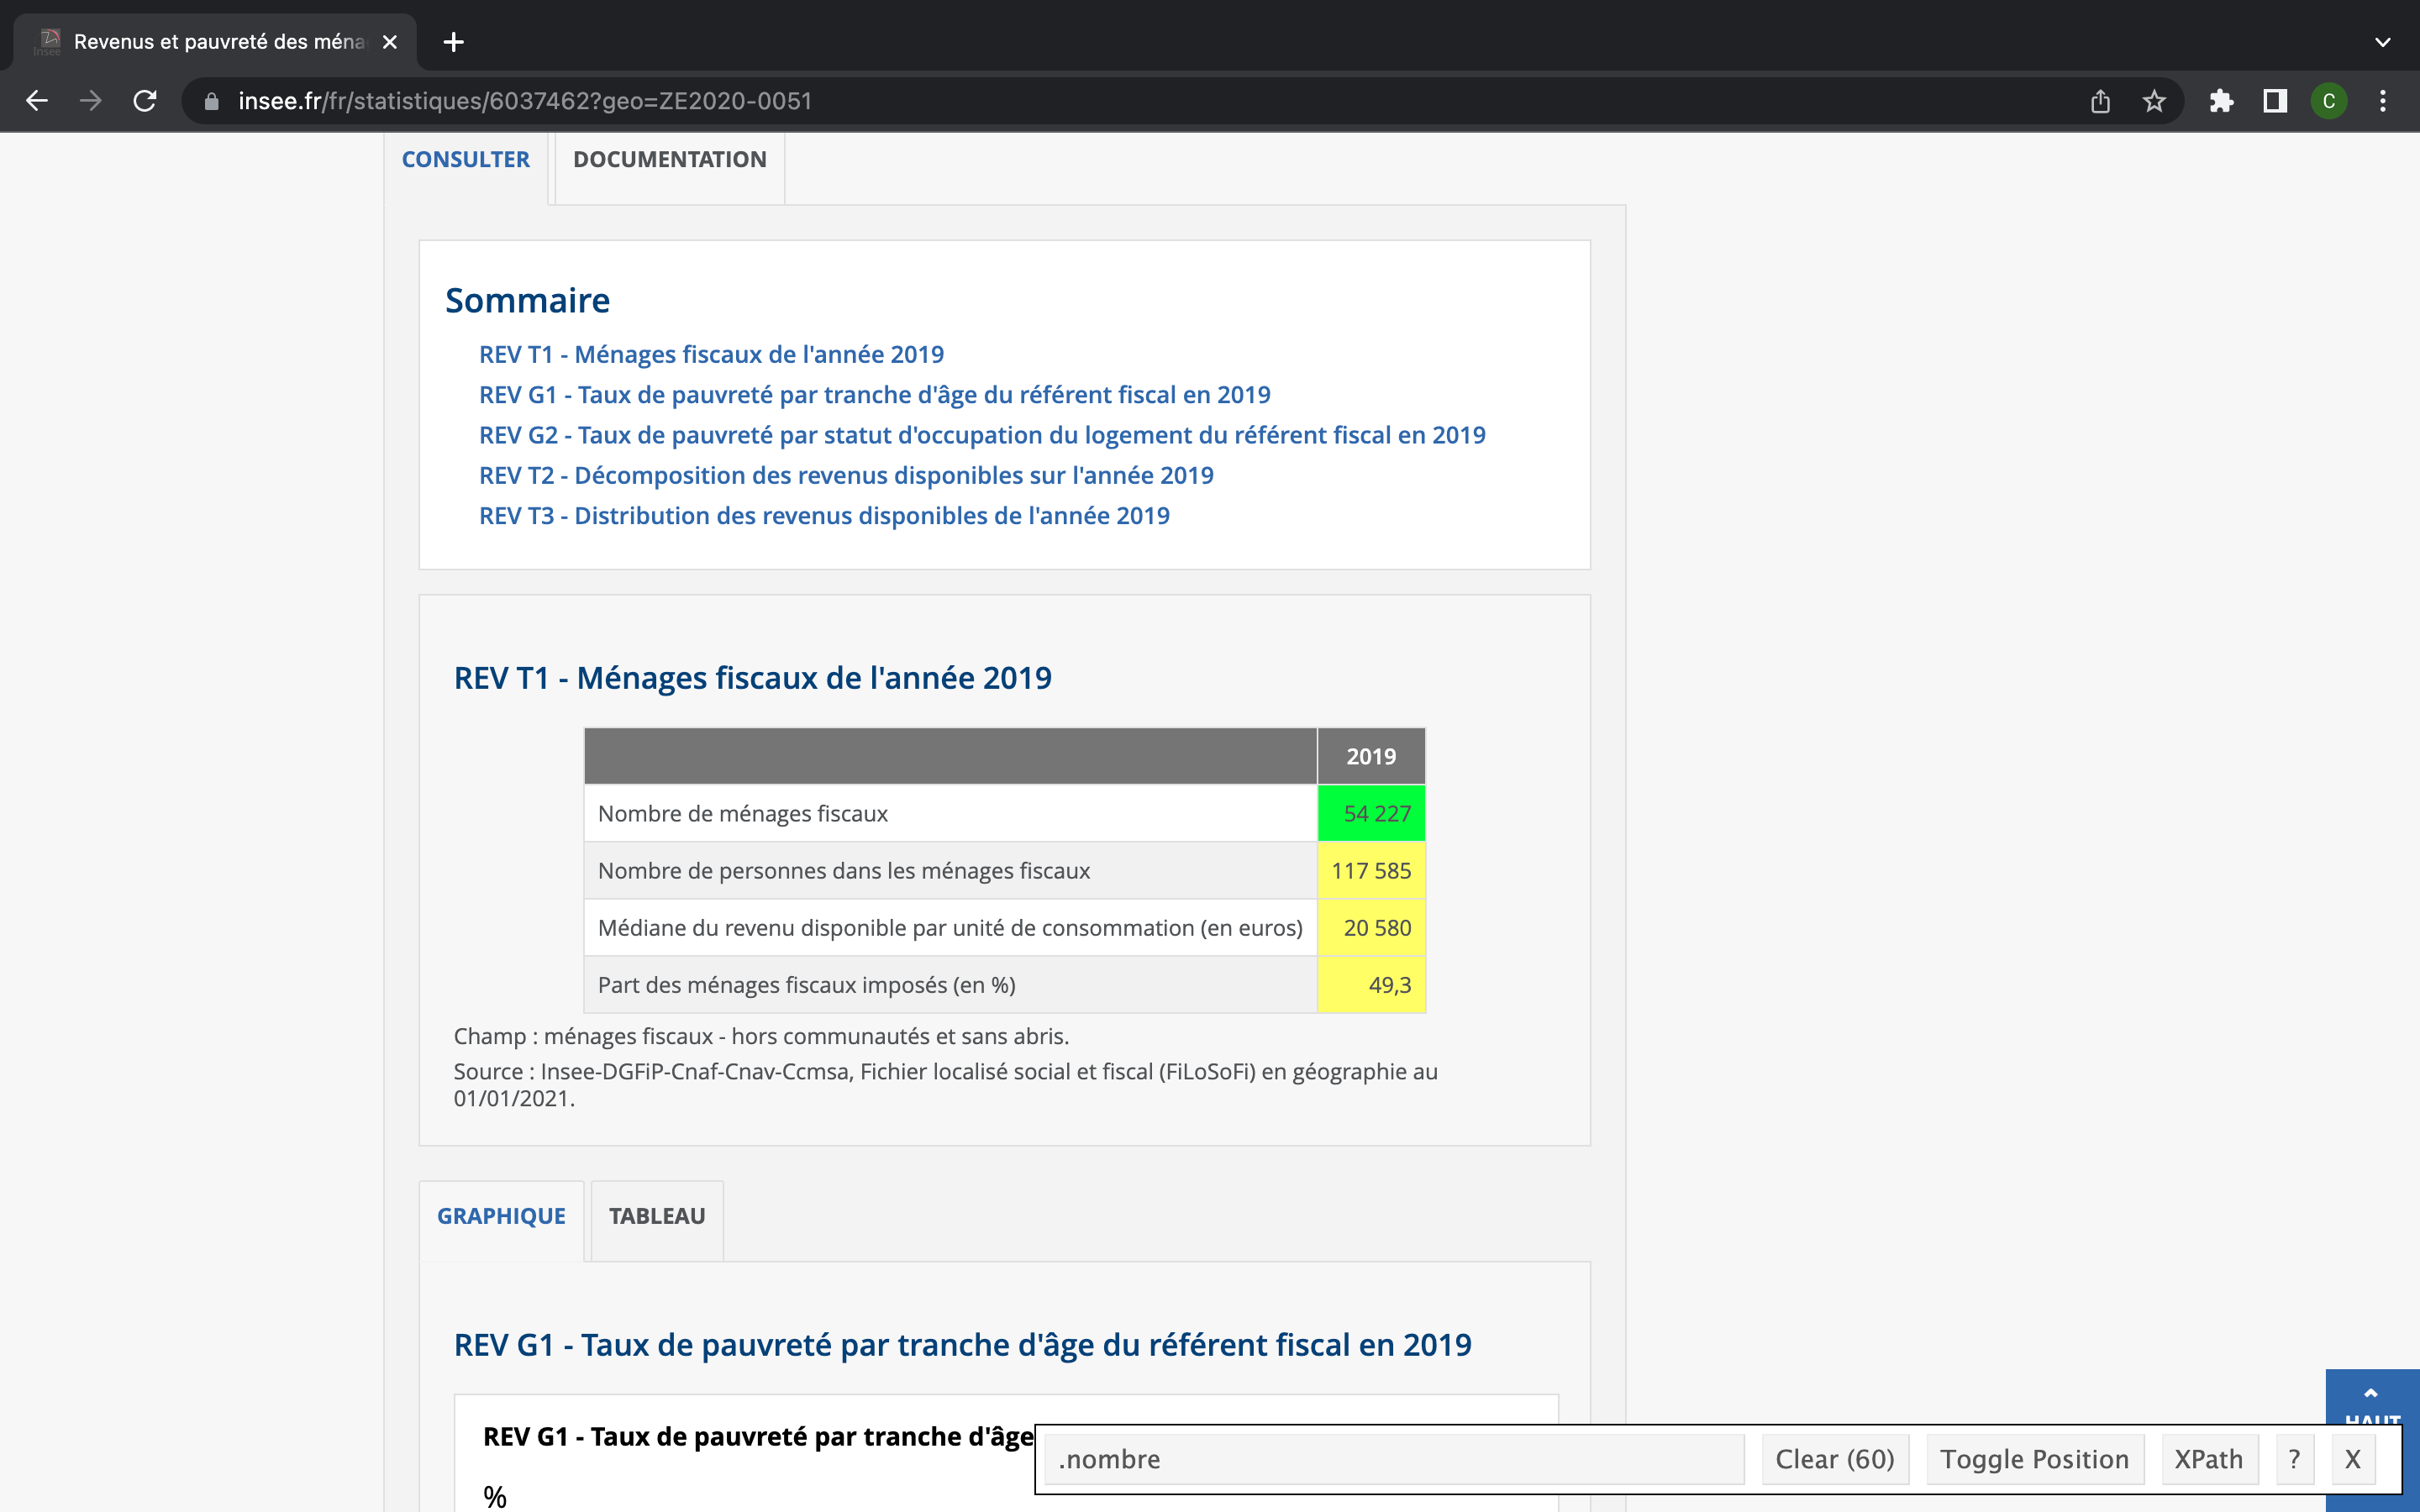 Revenus et pauvreté des ména
insee.fr/fr/statistiques/6037462?geo=ZE2020-0051
C
CONSULTER
DOCUMENTATION
Sommaire
REV T1 - Ménages fiscaux de l'année 2019
REV G1 - Taux de pauvreté par tranche d'âge du référent fiscal en 2019
REV G2 - Taux de pauvreté par statut d'occupation du logement du référent fiscal en 2019
REV T2 - Décomposition des revenus disponibles sur l'année 2019
REV T3 - Distribution des revenus disponibles de l'année 2019
REV T1 - Ménages fiscaux de l'année 2019
2019
Nombre de ménages fiscaux 54 227
Nombre de personnes dans les ménages fiscaux 117 585
Médiane du revenu disponible par unité de consommation (en euros) 20 580
Part des ménages fiscaux imposés (en %) 49,3
Champ : ménages fiscaux - hors communautés et sans abris.
Source : Insee-DGFiP-Cnaf-Cnav-Ccmsa, Fichier localisé social et fiscal (FiLoSoFi) en géographie au
01/01/2021.
GRAPHIQUE
TABLEAU
REV G1 - Taux de pauvreté par tranche d'âge du référent fiscal en 2019
HAUT
REV G1 - Taux de pauvreté par tranche d'âge
.nombre
Clear (60)
Toggle Position
XPath
?
X
%